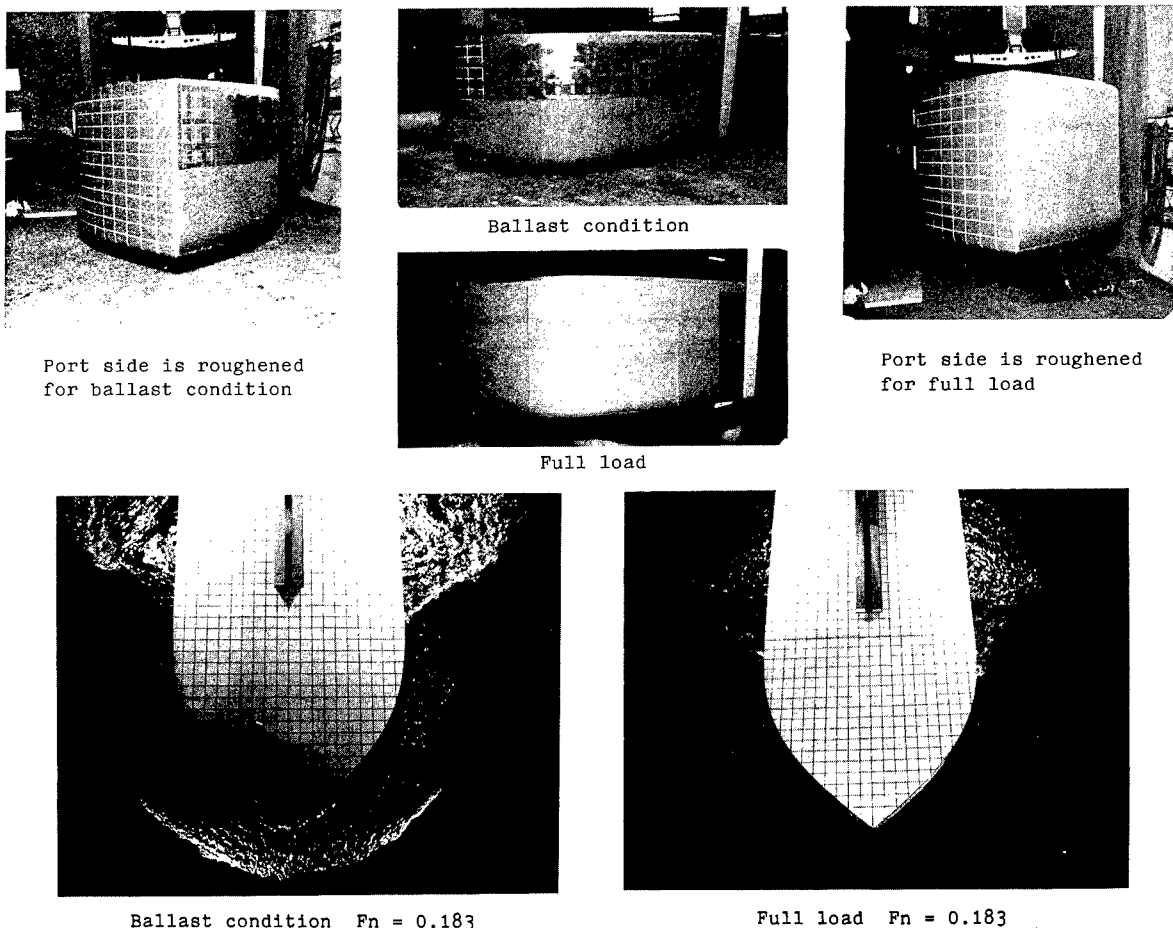 Ballast condition
Port side is roughened
for ballast condition
Port side is roughened
for full load
Full load
Ballast condition Fn = 0.183
Full load Fn = 0.183